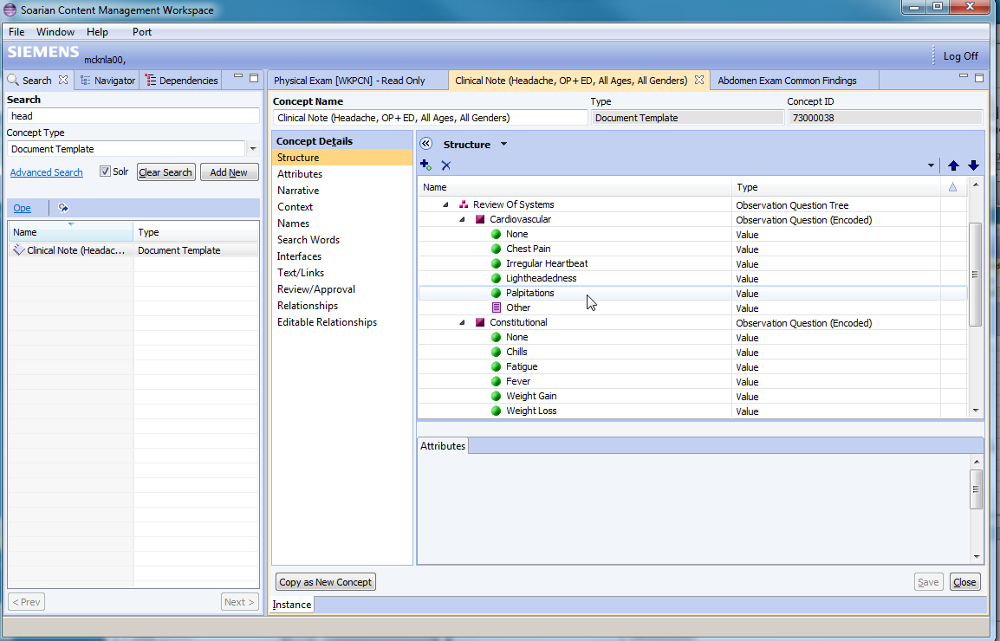 Soarian Content Management Workspace
File Window Help Port
SIEMENS mcknla00,
Log Off
Search Navigator Dependencies
Search
head
Concept Type
Document Template
Advanced Search Solr Clear Search Add New
Ope
Name Type
Clinical Note (Headac... Document Template
< Prev Next >
Physical Exam [WKPCN] - Read Only Clinical Note (Headache, OP+ED, All Ages, All Genders) Abdomen Exam Common Findings
Concept Name Type Concept ID
Clinical Note (Headache, OP+ED, All Ages, All Genders) Document Template 73000038
Concept Details
Structure
Attributes
Narrative
Context
Names
Search Words
Interfaces
Text/Links
Review/Approval
Relationships
Editable Relationships
Structure
Name Type
Review Of Systems Observation Question Tree
Cardiovascular Observation Question (Encoded)
None Value
Chest Pain Value
Irregular Heartbeat Value
Lightheadedness Value
Palpitations Value
Other Value
Constitutional Observation Question (Encoded)
None Value
Chills Value
Fatigue Value
Fever Value
Weight Gain Value
Weight Loss Value
Attributes
Copy as New Concept Save Close
Instance